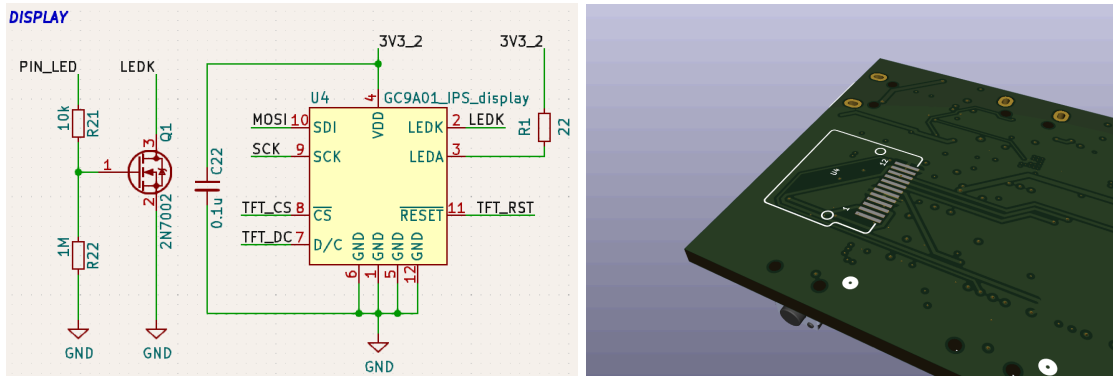 DISPLAY
3V3_2
3V3_2
PIN_LED
LEDK
U4
GC9A01_IPS_display
4
VDD
10k
R21
Q1
MOSI
10
SDI
LEDK
2
LEDK
R1
22
3
SCK
9
SCK
LEDA
3
1
C22
0.1u
2
2N7002
TFT_CS
8
CS
RESET
11
TFT_RST
TFT_DC
7
D/C
1M
R22
GND
GND
GND
GND
6
1
5
12
GND
GND
GND
12
U4
1